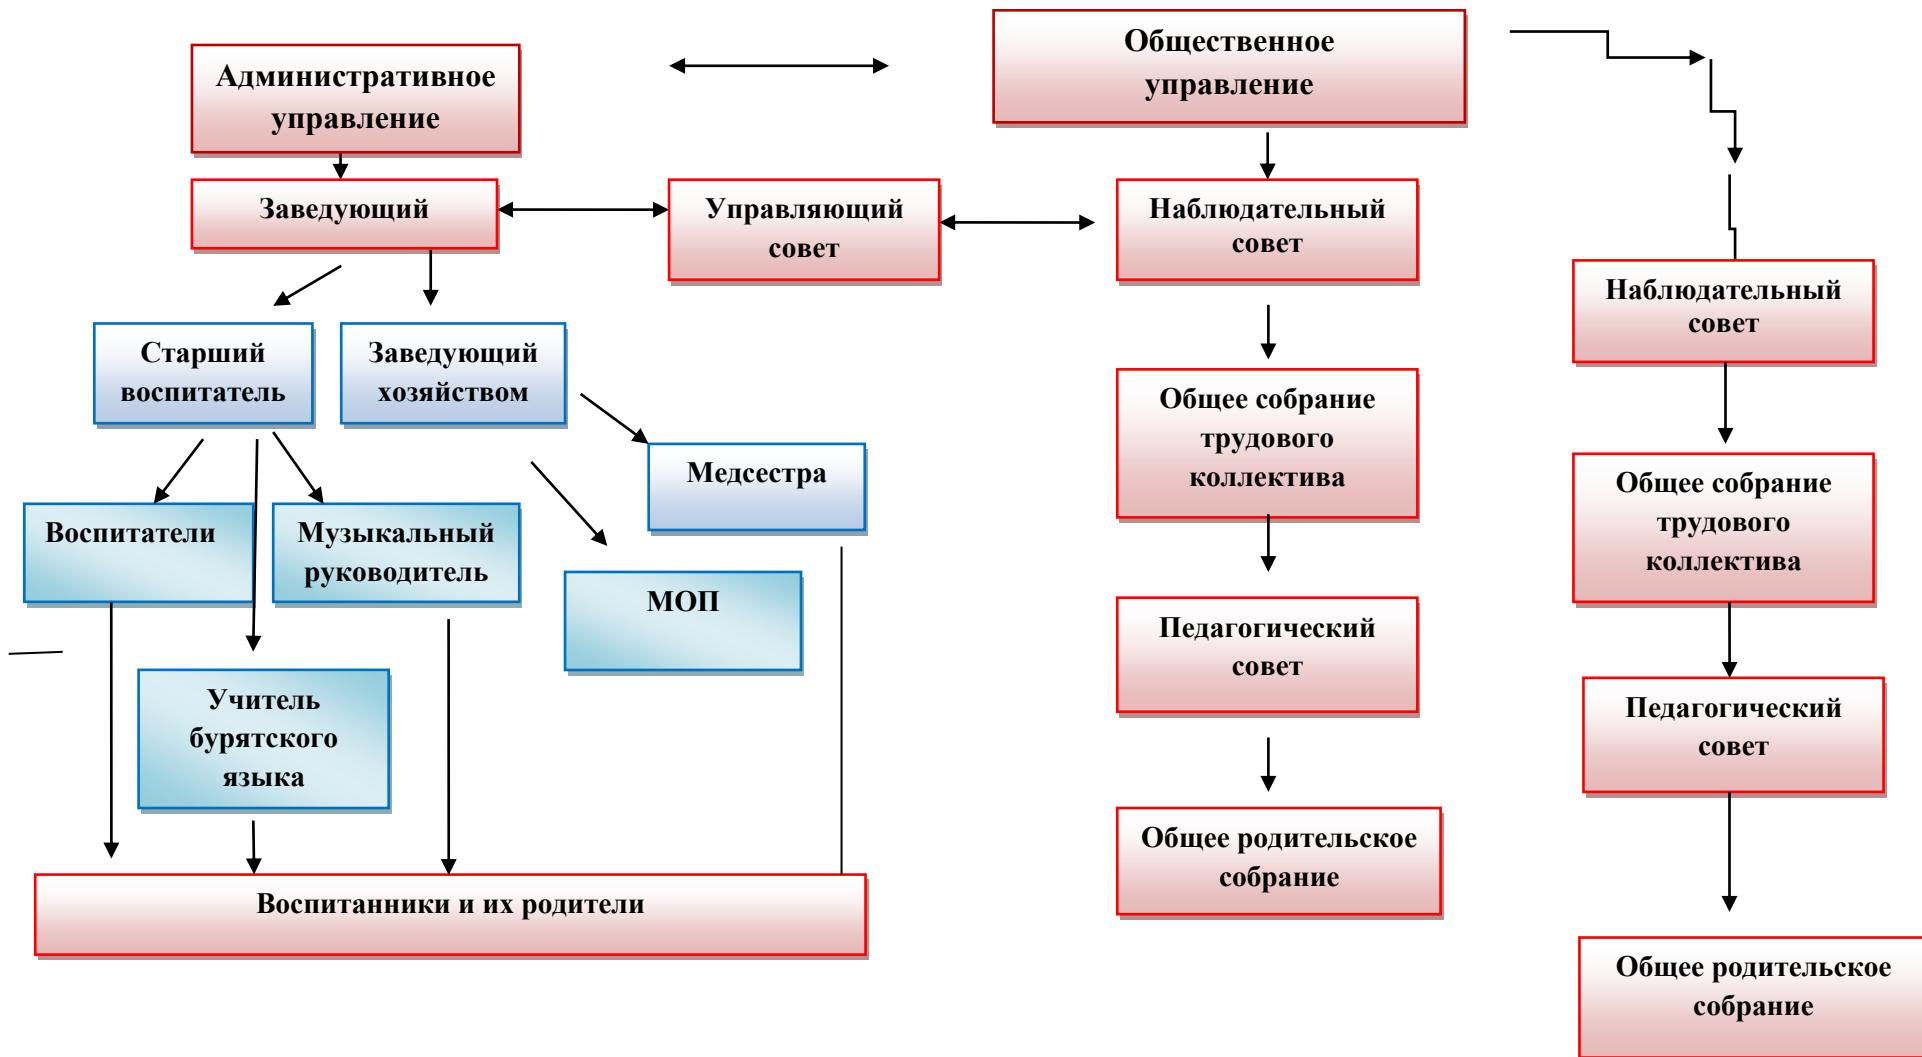 Административное
управление
Общественное
управление
Заведующий
Управляющий
совет
Наблюдательный
совет
Наблюдательный
совет
Старший
воспитатель
Заведующий
хозяйством
Медсестра
Общее собрание
трудового
коллектива
Общее собрание
трудового
коллектива
Воспитатели
Музыкальный
руководитель
МОП
Педагогический
совет
Педагогический
совет
Учитель
бурятского
языка
Общее родительское
собрание
Воспитанники и их родители
Общее родительское
собрание